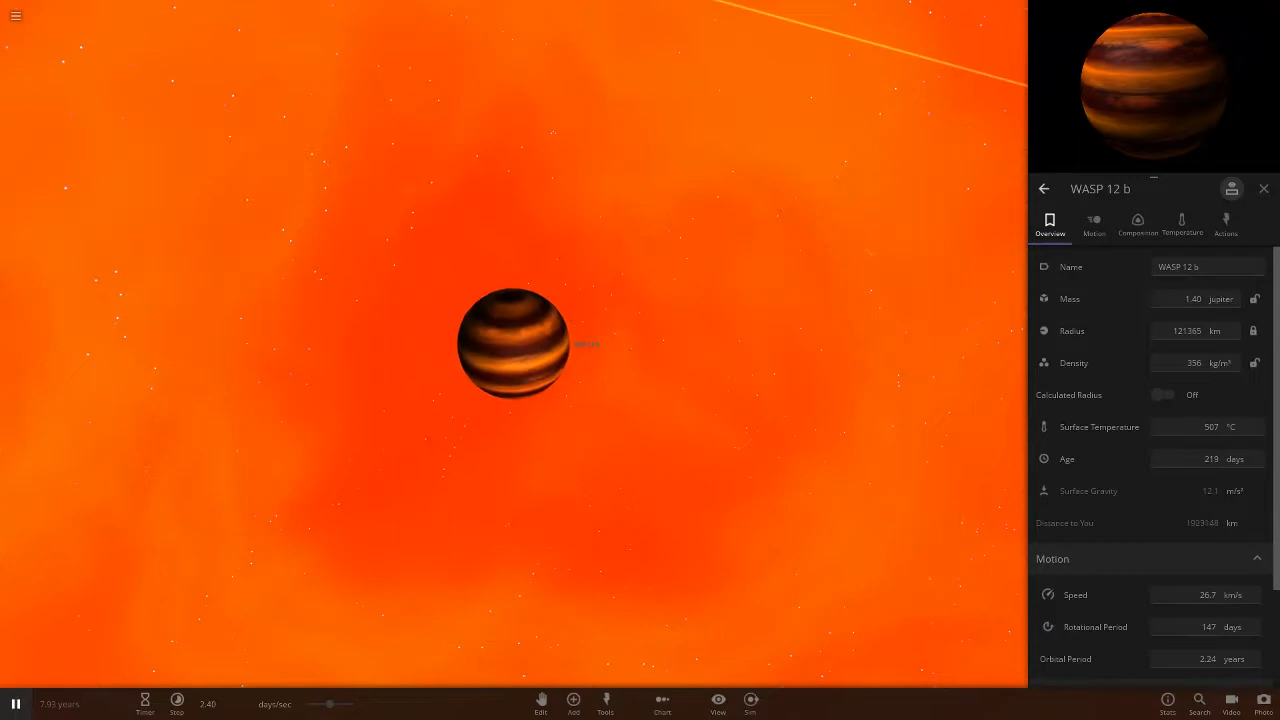 WASP 12 b
Overview
Motion
Composition
Temperature
Actions
Name WASP 12 b
Mass 1.40 jupiter
Radius 121365 km
Density 356 kg/m³
Calculated Radius Off
Surface Temperature 507 °C
Age 219 days
Surface Gravity 12.1 m/s²
Distance to You 1923148 km
Motion
Speed 26.7 km/s
Rotational Period 147 days
Orbital Period 2.24 years
7.93 years
Timer
Step
2.40 days/sec
Edit
Add
Tools
Chart
View
Sim
Stats
Search
Video
Photo